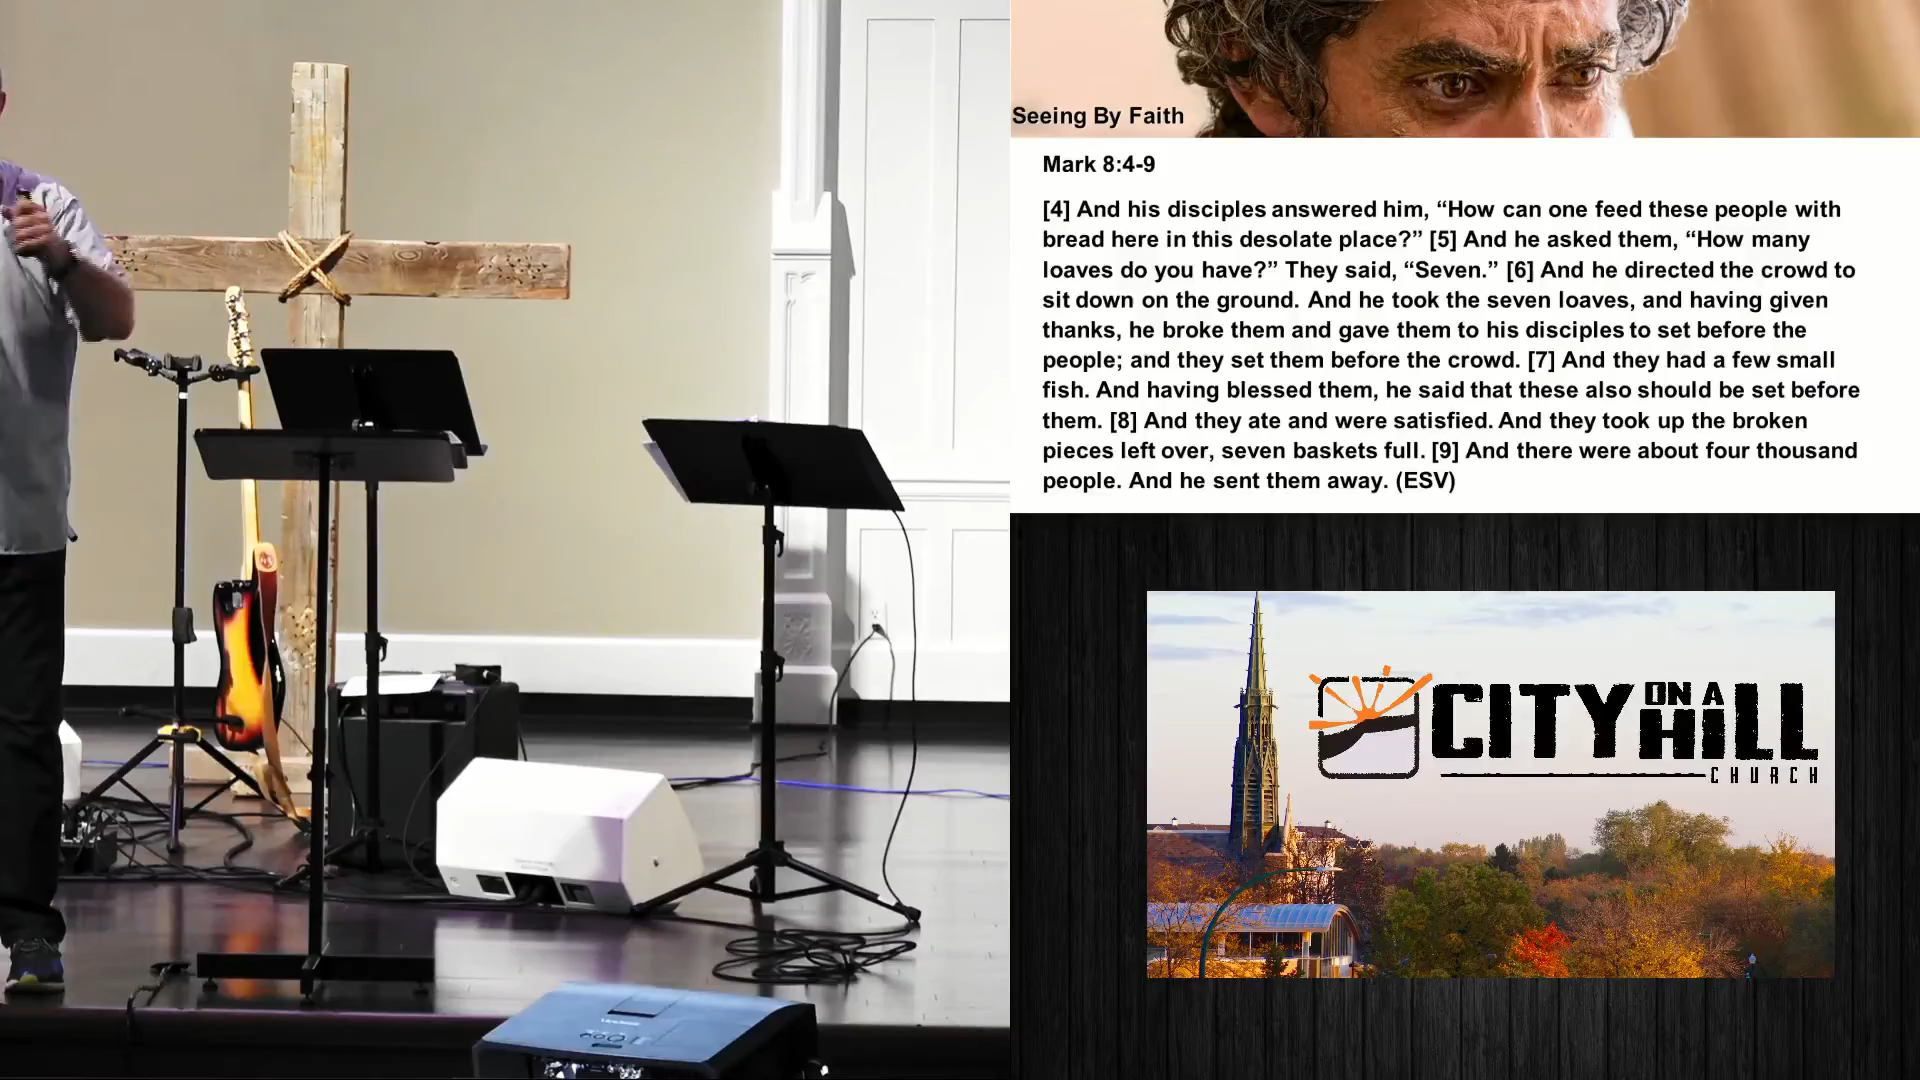 Seeing By Faith
Mark 8:4-9
[4] And his disciples answered him, “How can one feed these people with
bread here in this desolate place?” [5] And he asked them, “How many
loaves do you have?” They said, “Seven.” [6] And he directed the crowd to
sit down on the ground. And he took the seven loaves, and having given
thanks, he broke them and gave them to his disciples to set before the
people; and they set them before the crowd. [7] And they had a few small
fish. And having blessed them, he said that these also should be set before
them. [8] And they ate and were satisfied. And they took up the broken
pieces left over, seven baskets full. [9] And there were about four thousand
people. And he sent them away. (ESV)
CITY ON A HILL
CHURCH